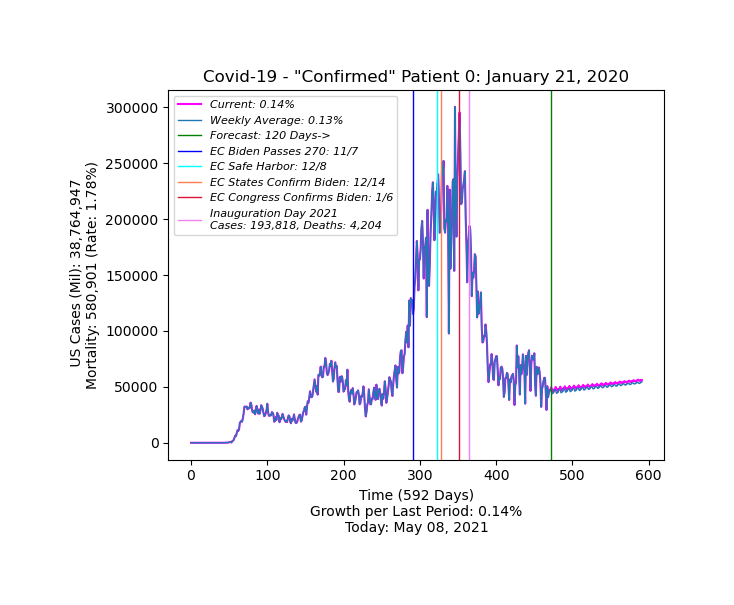 Covid-19 - "Confirmed" Patient 0: January 21, 2020
Current: 0.14%
Weekly Average: 0.13%
Forecast: 120 Days->
EC Biden Passes 270: 11/7
EC Safe Harbor: 12/8
EC States Confirm Biden: 12/14
EC Congress Confirms Biden: 1/6
Inauguration Day 2021
Cases: 193,818, Deaths: 4,204
US Cases (Mil): 38,764,947
Mortality: 580,901 (Rate: 1.78%)
300000
250000
200000
150000
100000
50000
0
0 100 200 300 400 500 600
Time (592 Days)
Growth per Last Period: 0.14%
Today: May 08, 2021